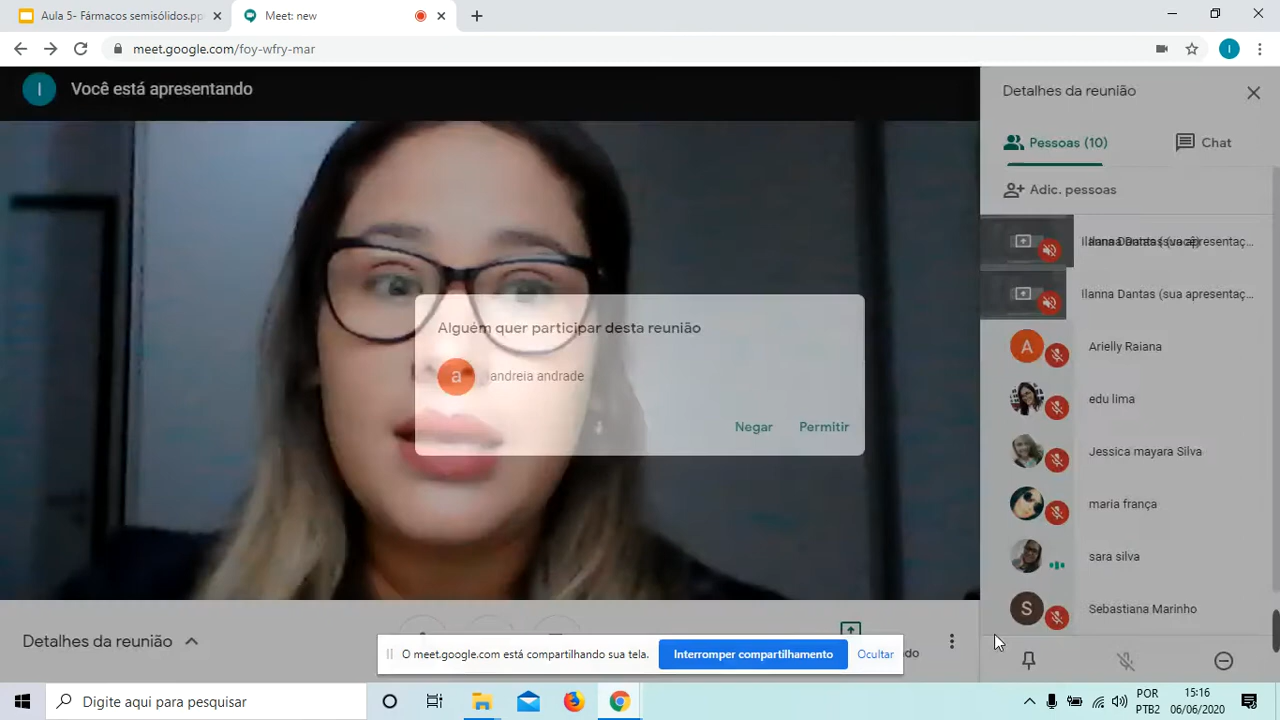 Aula 5- Fármacos semisólidos.pp
Meet: new
meet.google.com/foy-wfry-mar
I
I
Você está apresentando
Detalhes da reunião
Pessoas (10)
Chat
Adic. pessoas
Ilanna Dantas (sua apresentaç...
A
Arielly Raiana
edu lima
Jessica mayara Silva
maria frança
sara silva
S
Sebastiana Marinho
Alguém quer participar desta reunião
a
andreia andrade
Negar
Permitir
Detalhes da reunião
O meet.google.com está compartilhando sua tela.
Interromper compartilhamento
Ocultar
Digite aqui para pesquisar
POR
PTB2
15:16
06/06/2020